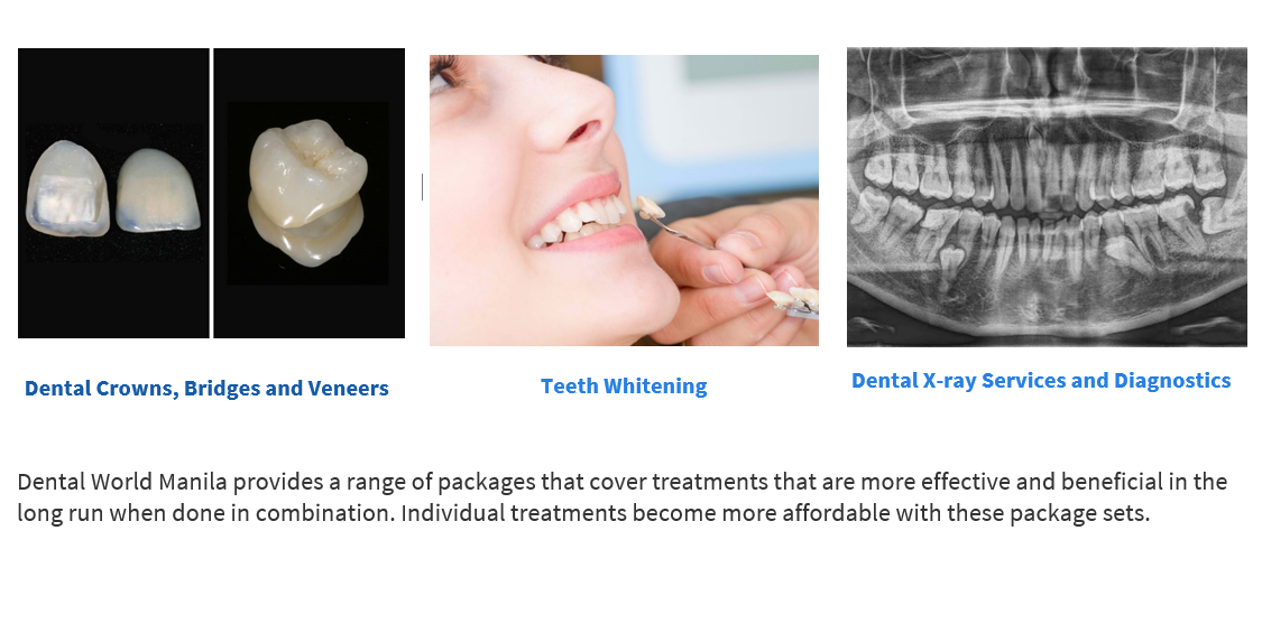 Dental Crowns, Bridges and Veneers
Teeth Whitening
Dental X-ray Services and Diagnostics
Dental World Manila provides a range of packages that cover treatments that are more effective and beneficial in the
long run when done in combination. Individual treatments become more affordable with these package sets.